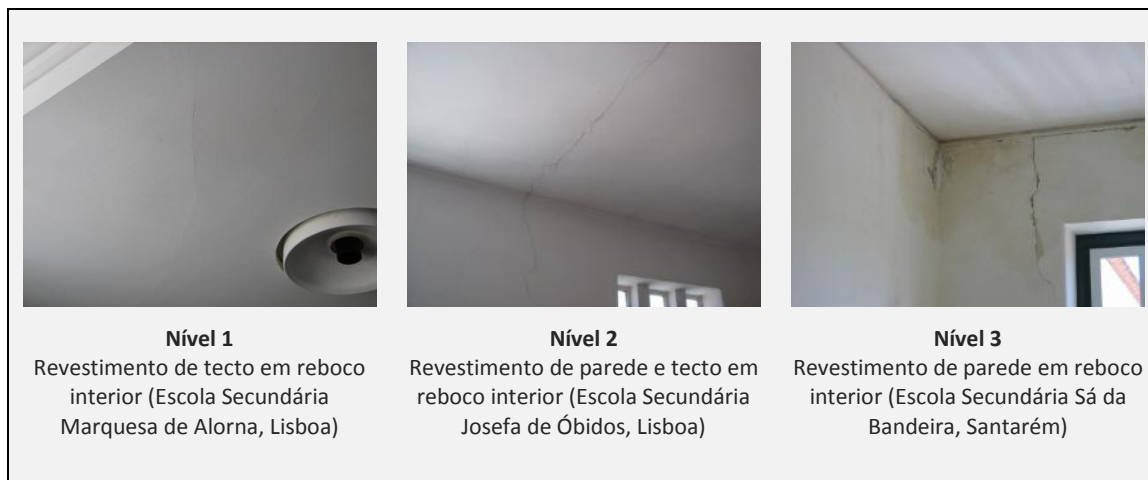 Nível 1
Revestimento de tecto em reboco
interior (Escola Secundária
Marquesa de Alorna, Lisboa)
Nível 2
Revestimento de parede e tecto em
reboco interior (Escola Secundária
Josefa de Óbidos, Lisboa)
Nível 3
Revestimento de parede em reboco
interior (Escola Secundária Sá da
Bandeira, Santarém)